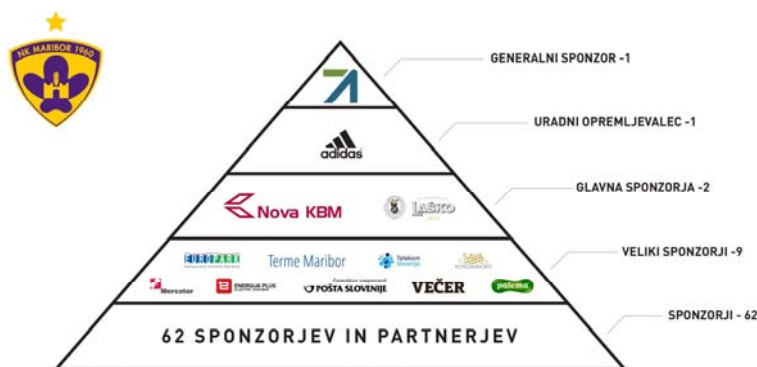 NK MARIBOR 1960
GENERALNI SPONZOR -1
URADNI OPREMLJEVALEC -1
adidas
GLAVNA SPONZORJA -2
Nova KBM
LAŠKO
VELIKI SPONZORJI -9
EUROPARK
Terme Maribor
Telekom
Slovenije
SAVA
Mercator
ENERGIJA PLUS
POŠTA SLOVENIJE
VEČER
paloma
SPONZORJI - 62
62 SPONZORJEV IN PARTNERJEV